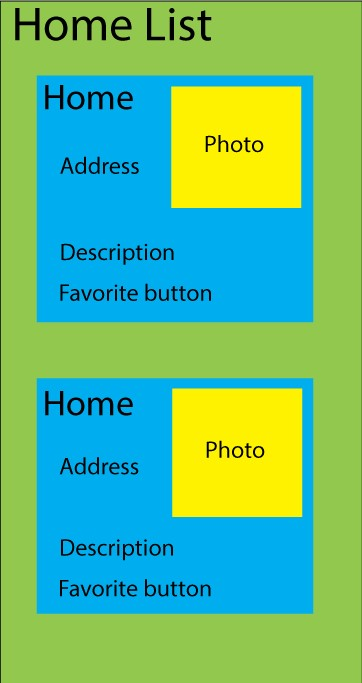 Home List
Home
Photo
Address
Description
Favorite button
Home
Photo
Address
Description
Favorite button